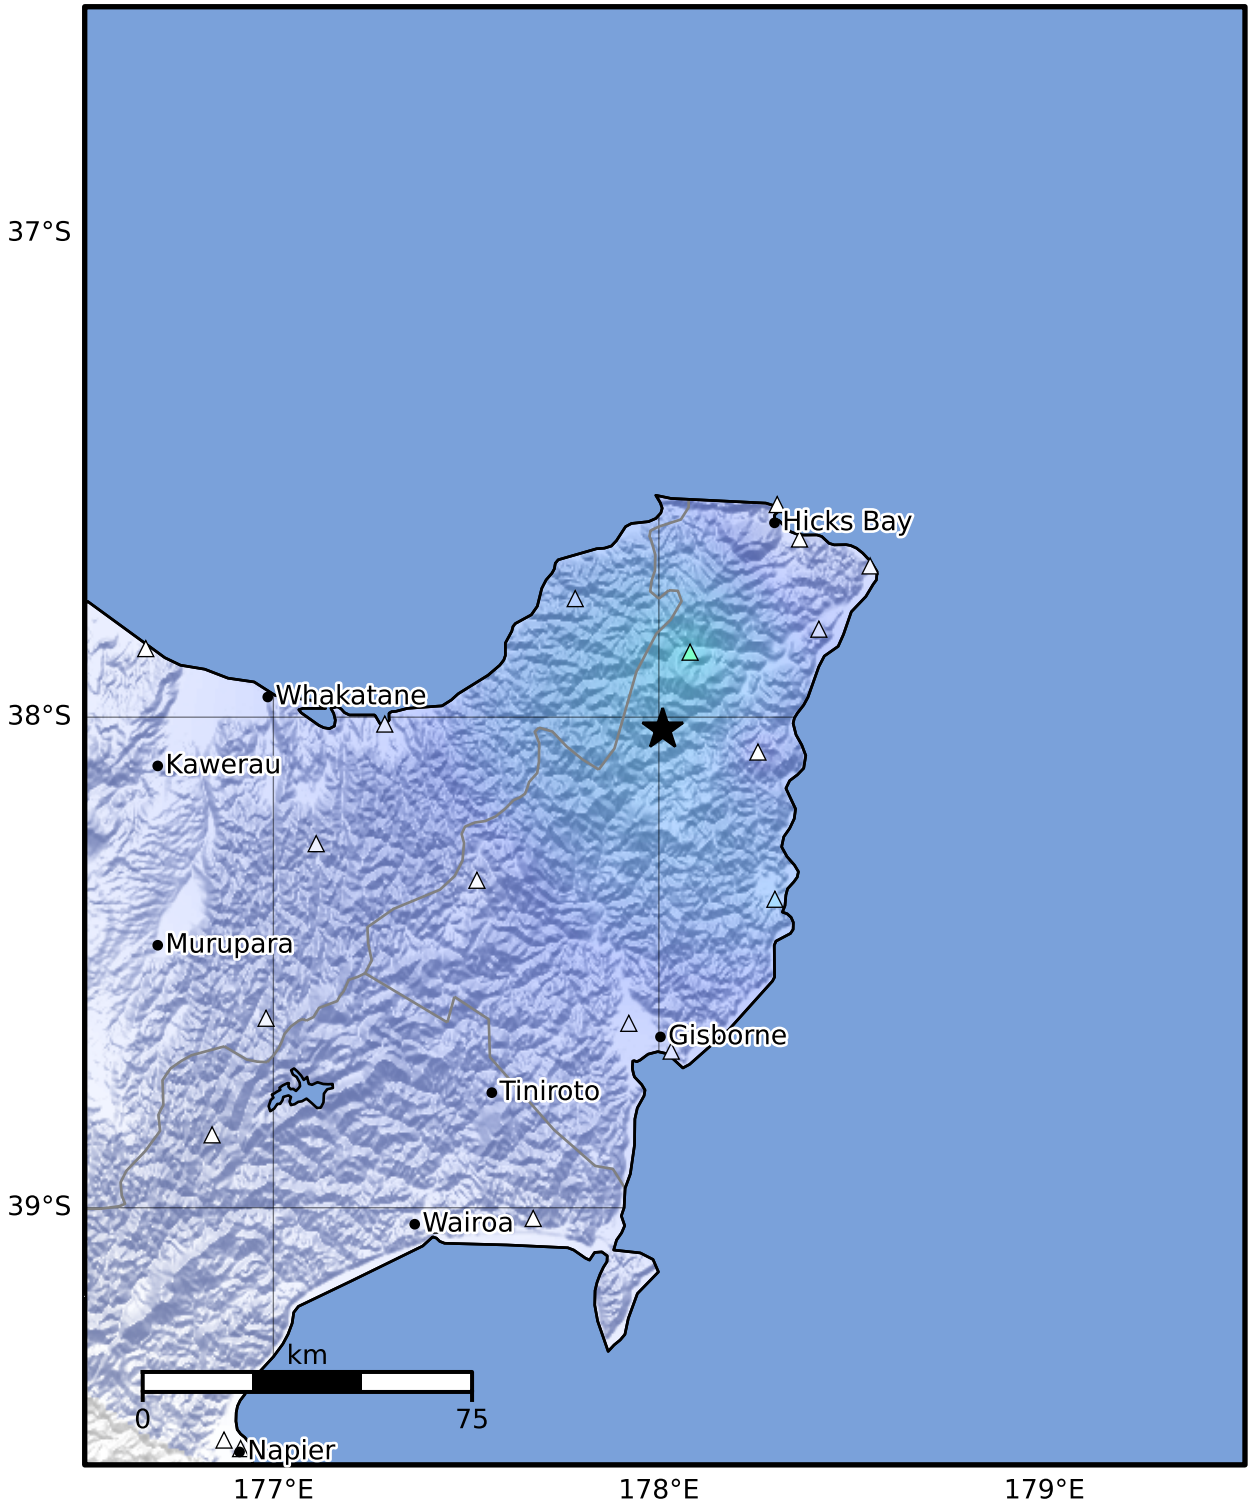 37°S
Hicks Bay
Whakatane
38°S
Kawerau
Murupara
Gisborne
Tiniroto
39°S
Wairoa
km
0 75
Napier
177°E 178°E 179°E